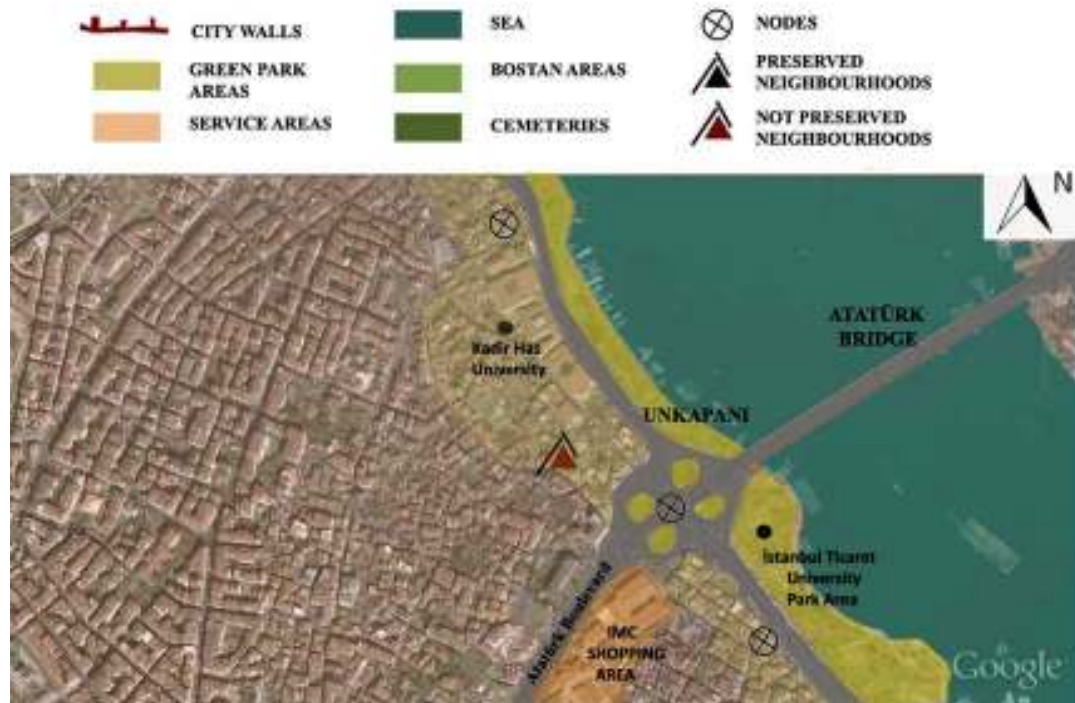 CITY WALLS
GREEN PARK
AREAS
SERVICE AREAS
SEA
BOSTAN AREAS
CEMETERIES
NODES
PRESERVED
NEIGHBOURHOODS
NOT PRESERVED
NEIGHBOURHOODS
N
ATATÜRK
BRIDGE
Kadir Has
University
UNKAPANI
İstanbul Ticaret
University
Park Area
Atatürk Boulevard
IMC
SHOPPING
AREA
Google